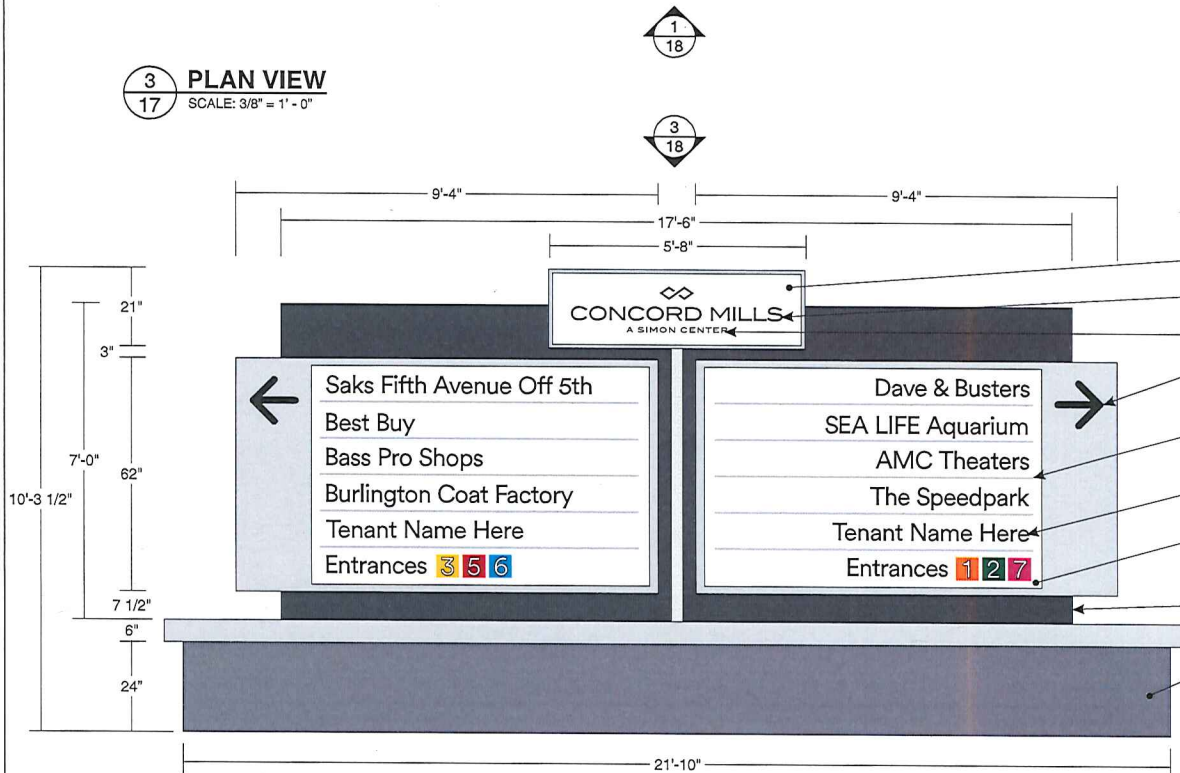 1
18
3
17
PLAN VIEW
SCALE: 3/8" = 1' - 0"
3
18
9'-4"
9'-4"
17'-6"
5'-8"
21"
3"
7'-0"
62"
10'-3 1/2"
7 1/2"
6"
24"
CONCORD MILLS
A SIMON CENTER
Saks Fifth Avenue Off 5th
Best Buy
Bass Pro Shops
Burlington Coat Factory
Tenant Name Here
Entrances 3 5 6
Dave & Busters
SEA LIFE Aquarium
AMC Theaters
The Speedpark
Tenant Name Here
Entrances 1 2 7
21'-10"